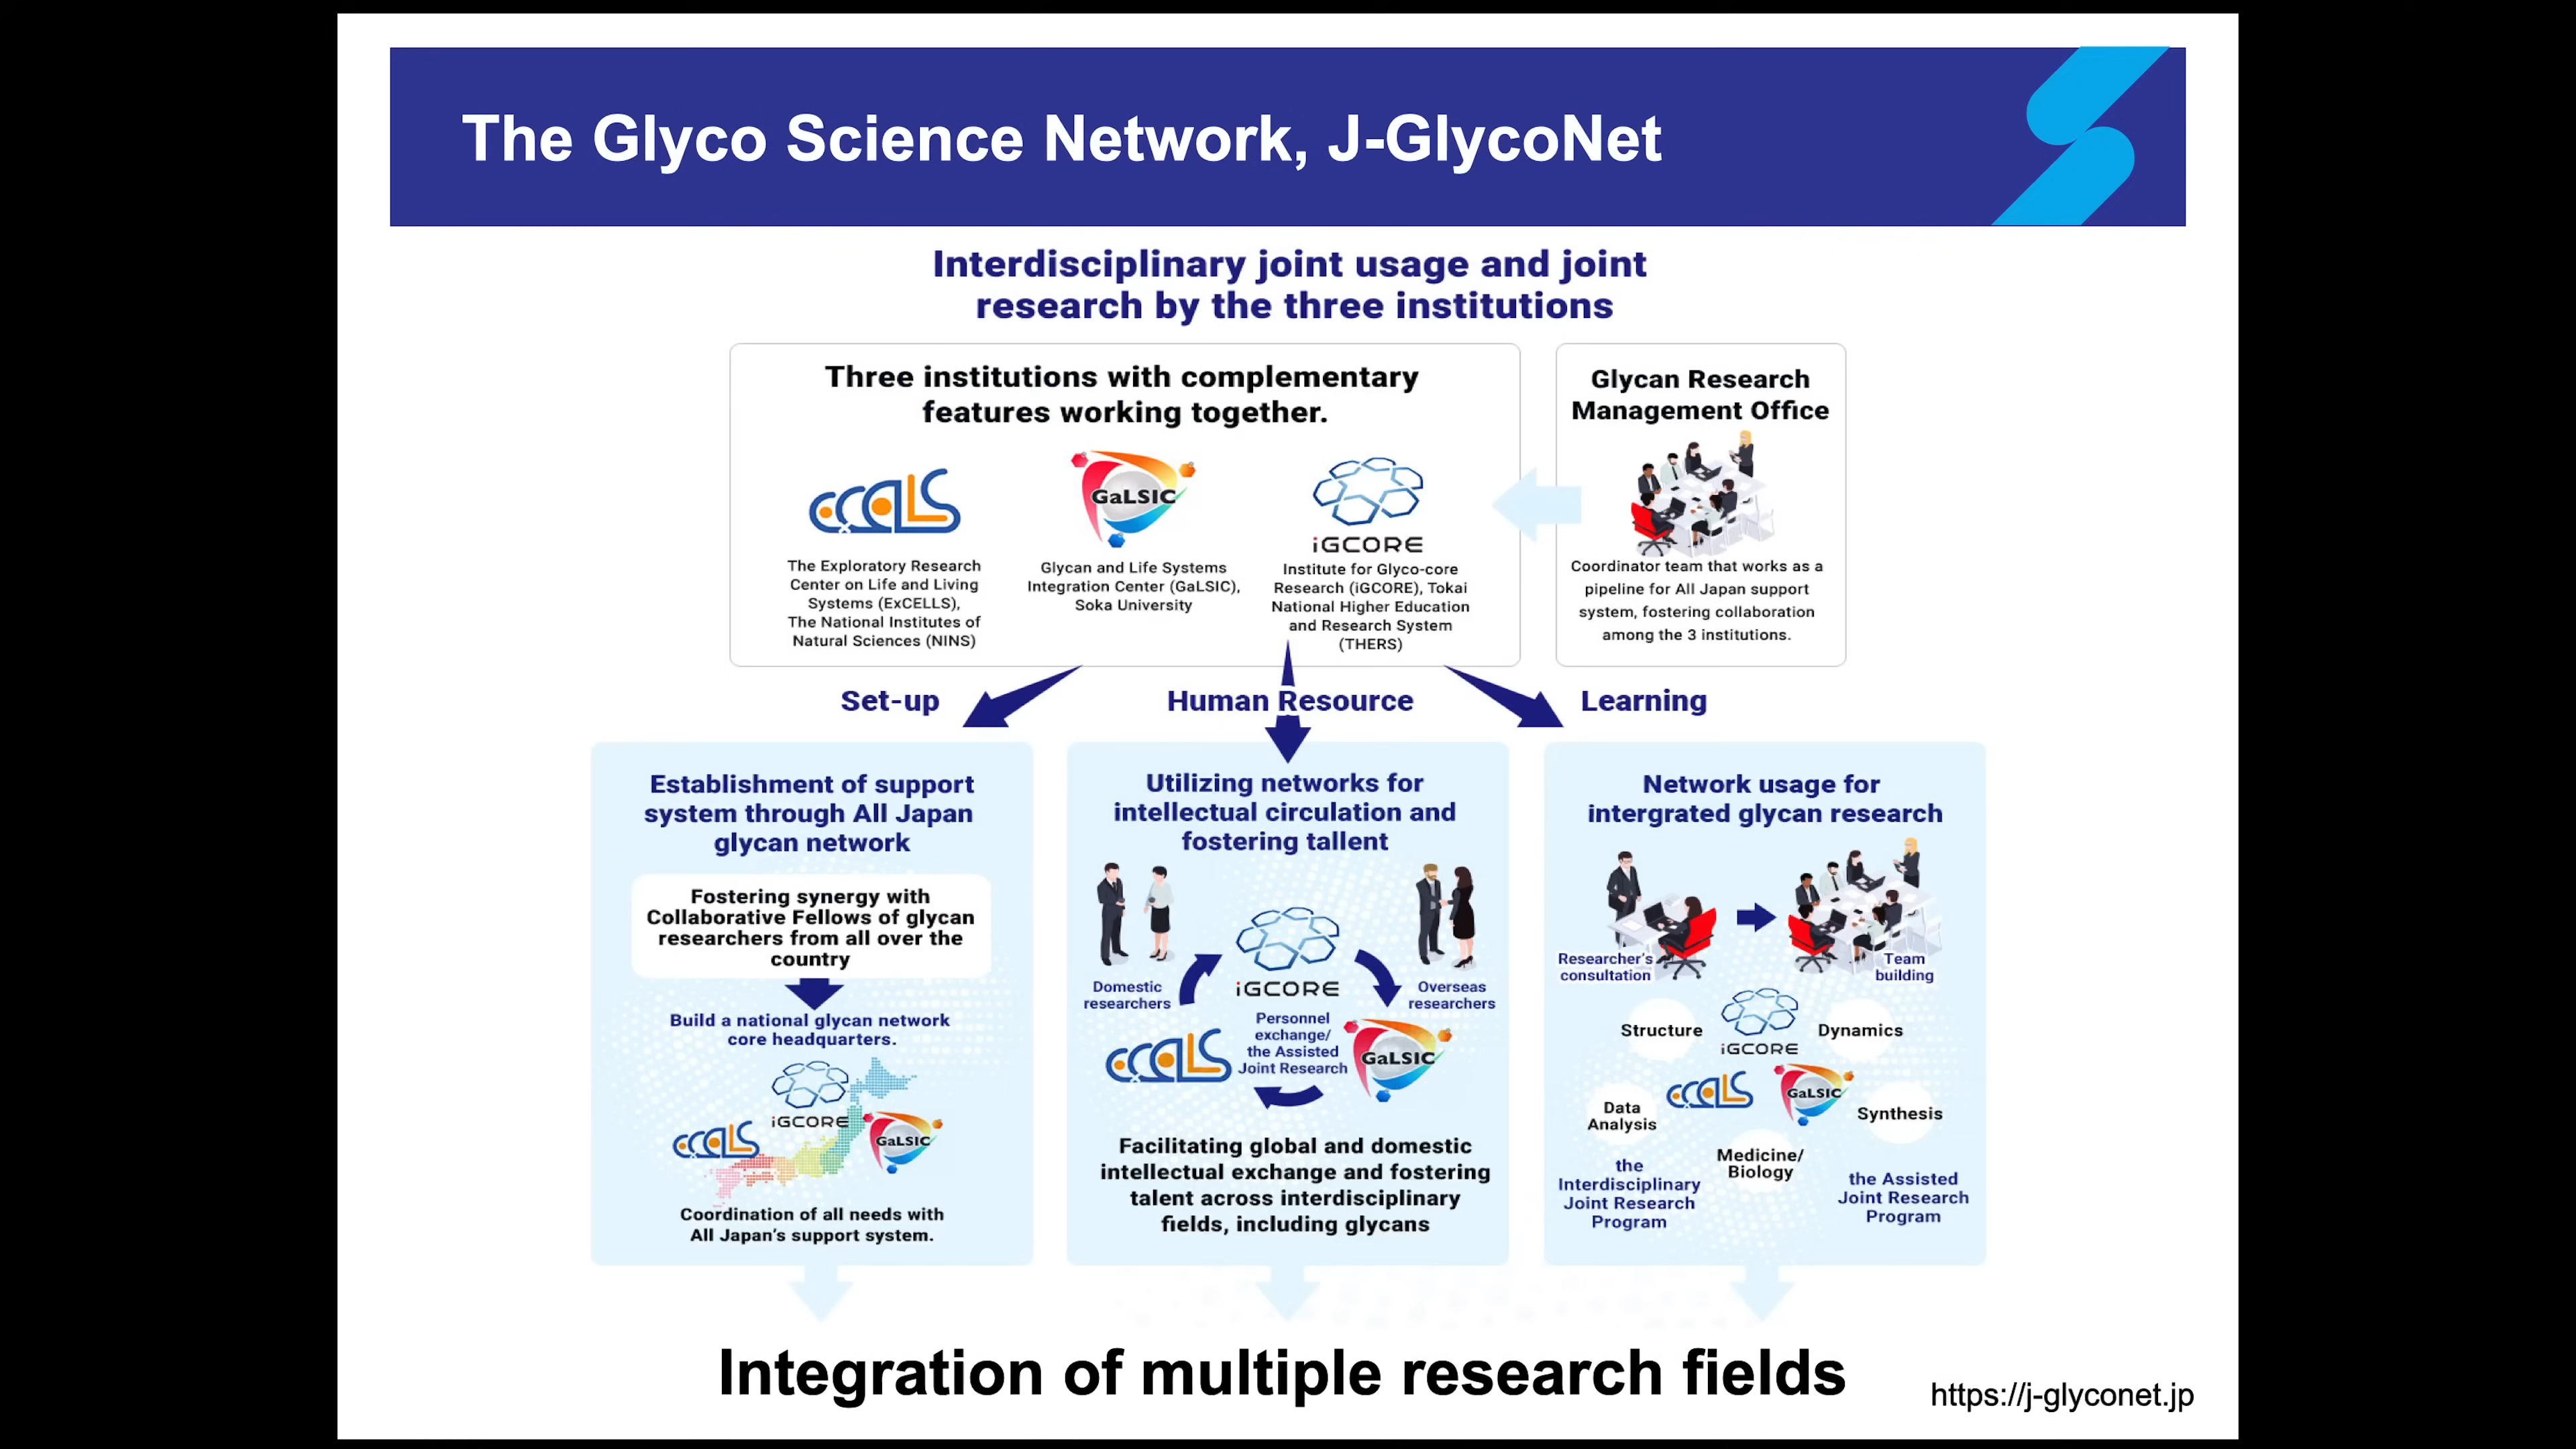 The Glyco Science Network, J-GlycoNet
Interdisciplinary joint usage and joint
research by the three institutions
Three institutions with complementary
features working together.
ExCELLS
The Exploratory Research
Center on Life and Living
Systems (ExCELLS),
The National Institutes of
Natural Sciences (NINS)
GaLSIC
Glycan and Life Systems
Integration Center (GaLSIC),
Soka University
iGCORE
Institute for Glyco-core
Research (iGCORE), Tokai
National Higher Education
and Research System
(THERS)
Glycan Research
Management Office
Coordinator team that works as a
pipeline for All Japan support
system, fostering collaboration
among the 3 institutions.
Set-up
Human Resource
Learning
Establishment of support
system through All Japan
glycan network
Fostering synergy with
Collaborative Fellows of glycan
researchers from all over the
country
Build a national glycan network
core headquarters.
iGCORE
ExCELLS
GaLSIC
Coordination of all needs with
All Japan's support system.
Utilizing networks for
intellectual circulation and
fostering tallent
Domestic
researchers
iGCORE
Overseas
researchers
ExCELLS
Personnel
exchange/
the Assisted
Joint Research
GaLSIC
Facilitating global and domestic
intellectual exchange and fostering
talent across interdisciplinary
fields, including glycans
Network usage for
intergrated glycan research
Researcher's
consultation
Team
building
Structure
iGCORE
Dynamics
ExCELLS
GaLSIC
Data
Analysis
Synthesis
Medicine/
Biology
the
Interdisciplinary
Joint Research
Program
the Assisted
Joint Research
Program
Integration of multiple research fields
https://j-glyconet.jp